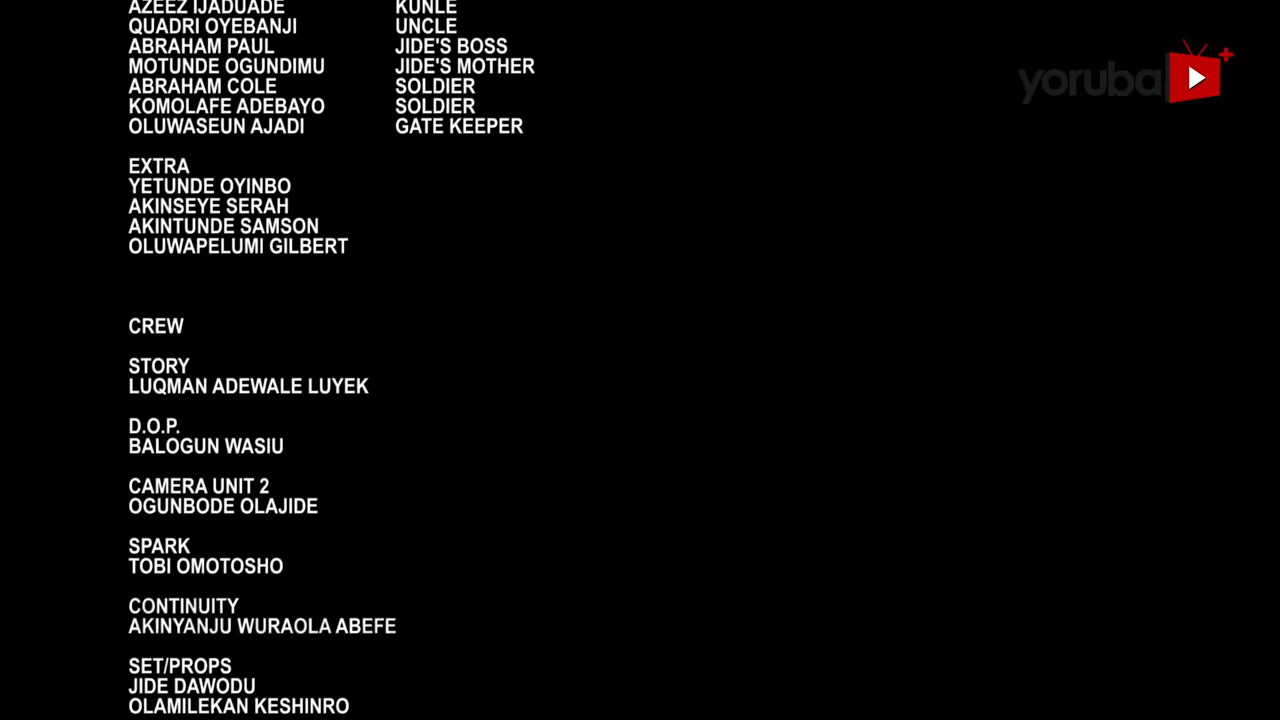 AZEEZ IJADUADE KUNLE
QUADRI OYEBANJI UNCLE
ABRAHAM PAUL JIDE'S BOSS
MOTUNDE OGUNDIMU JIDE'S MOTHER
ABRAHAM COLE SOLDIER
KOMOLAFE ADEBAYO SOLDIER
OLUWASEUN AJADI GATE KEEPER
EXTRA
YETUNDE OYINBO
AKINSEYE SERAH
AKINTUNDE SAMSON
OLUWAPELUMI GILBERT
CREW
STORY
LUQMAN ADEWALE LUYEK
D.O.P.
BALOGUN WASIU
CAMERA UNIT 2
OGUNBODE OLAJIDE
SPARK
TOBI OMOTOSHO
CONTINUITY
AKINYANJU WURAOLA ABEFE
SET/PROPS
JIDE DAWODU
OLAMILEKAN KESHINRO
yoruba +